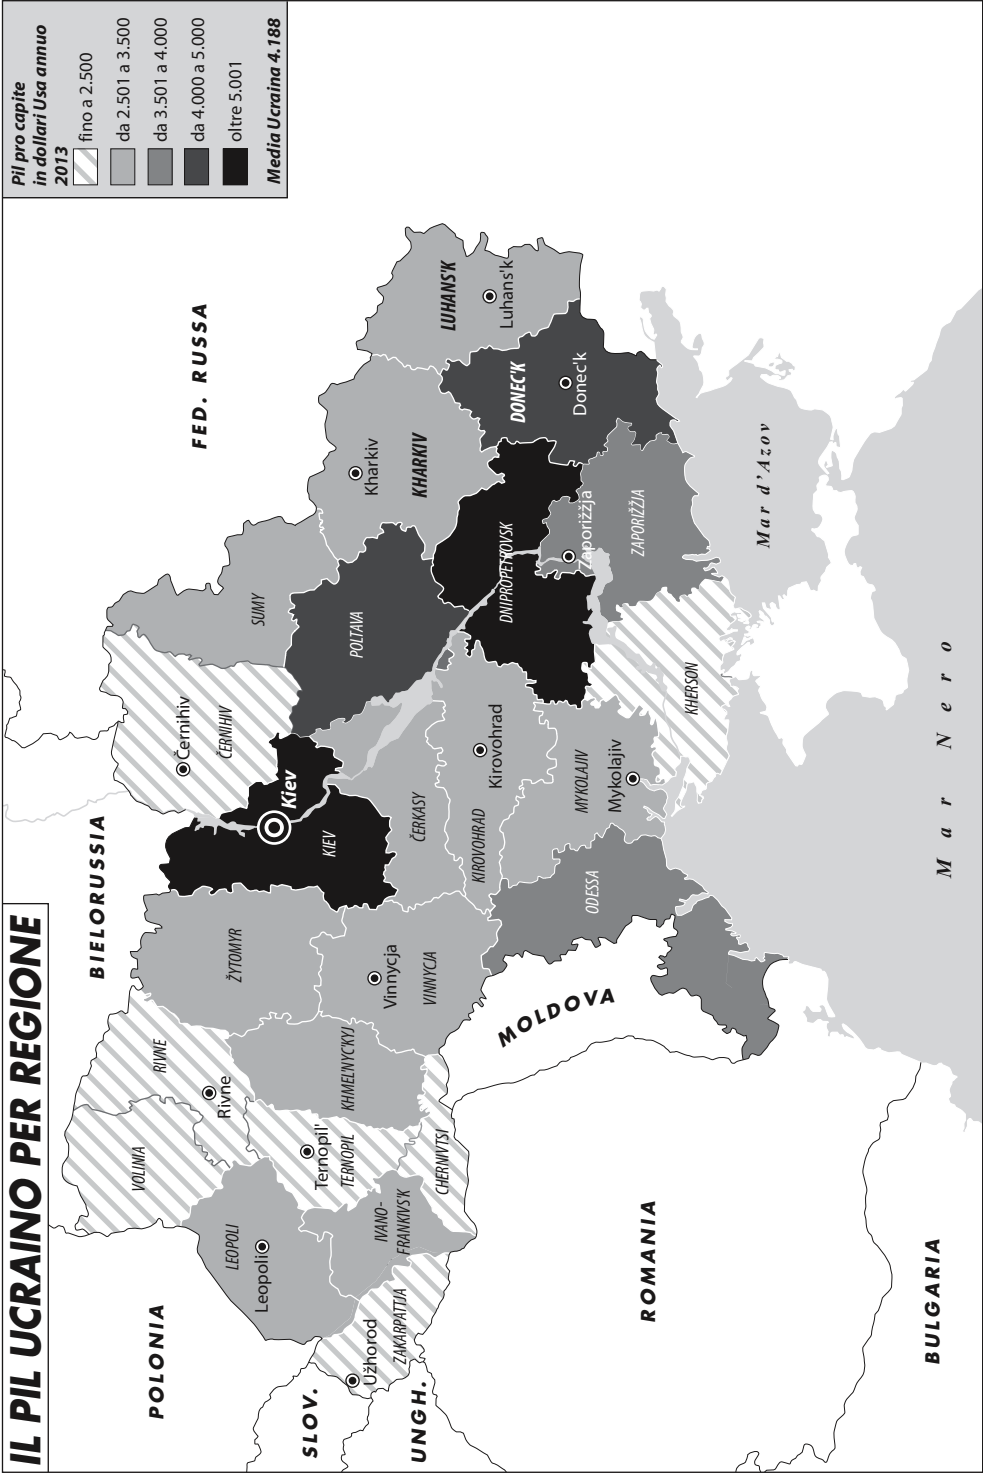 IL PIL UCRAINO PER REGIONE
Pil pro capite
in dollari Usa annuo
2013
fino a 2.500
da 2.501 a 3.500
da 3.501 a 4.000
da 4.000 a 5.000
oltre 5.001
Media Ucraina 4.188
POLONIA
BIELORUSSIA
FED. RUSSA
SLOV.
UNGH.
ROMANIA
MOLDOVA
BULGARIA
Mar d'Azov
Mar Nero
VOLINIA
RIVNE
Rivne
ŽYTOMYR
KIEV
Kiev
Černihiv
ČERNIHIV
SUMY
LEOPOLI
Leopoli
Ternopil'
TERNOPIL
KHMEL'NYC'KYJ
Vinnycja
VINNYCJA
ČERKASY
POLTAVA
Kharkiv
KHARKIV
LUHANS'K
Luhans'k
Užhorod
ZAKARPATTJA
IVANO-
FRANKIVS'K
CHERNIVTSI
KIROVOHRAD
Kirovohrad
DNIPROPETROVSK
DONEC'K
Donec'k
ODESSA
MYKOLAJIV
Mykolajiv
Zaporižžja
ZAPORIŽŽJA
KHERSON